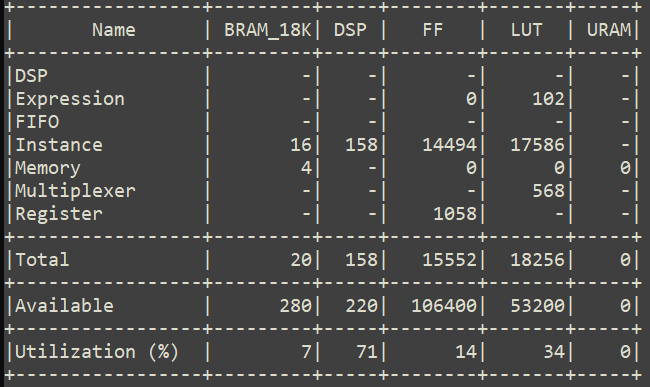 +-----------------+---------+-----+--------+-------+-----+
|       Name      | BRAM_18K| DSP |   FF   |  LUT  | URAM|
+-----------------+---------+-----+--------+-------+-----+
|DSP              |        -|    -|       -|      -|    -|
|Expression       |        -|    -|       0|    102|    -|
|FIFO             |        -|    -|       -|      -|    -|
|Instance         |       16|  158|   14494|  17586|    -|
|Memory           |        4|    -|       0|      0|    0|
|Multiplexer      |        -|    -|       -|    568|    -|
|Register         |        -|    -|    1058|      -|    -|
+-----------------+---------+-----+--------+-------+-----+
|Total            |       20|  158|   15552|  18256|    0|
+-----------------+---------+-----+--------+-------+-----+
|Available        |      280|  220|  106400|  53200|    0|
+-----------------+---------+-----+--------+-------+-----+
|Utilization (%)  |        7|   71|      14|     34|    0|
+-----------------+---------+-----+--------+-------+-----+